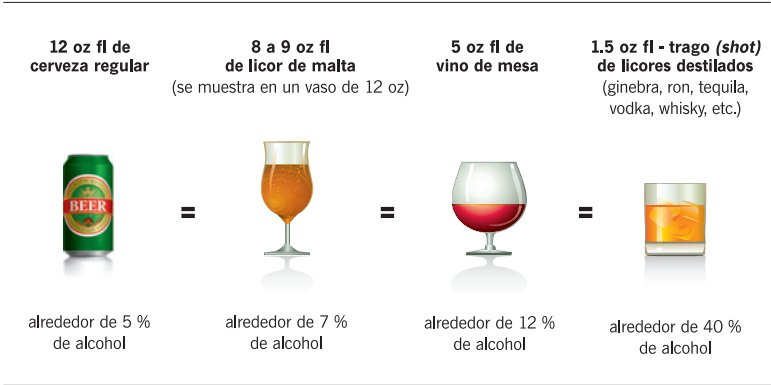 12 oz fl de
cerveza regular
8 a 9 oz fl
de licor de malta
(se muestra en un vaso de 12 oz)
5 oz fl de
vino de mesa
1.5 oz fl - trago (shot)
de licores destilados
(ginebra, ron, tequila,
vodka, whisky, etc.)
BEER
=
=
=
alrededor de 5 %
de alcohol
alrededor de 7 %
de alcohol
alrededor de 12 %
de alcohol
alrededor de 40 %
de alcohol